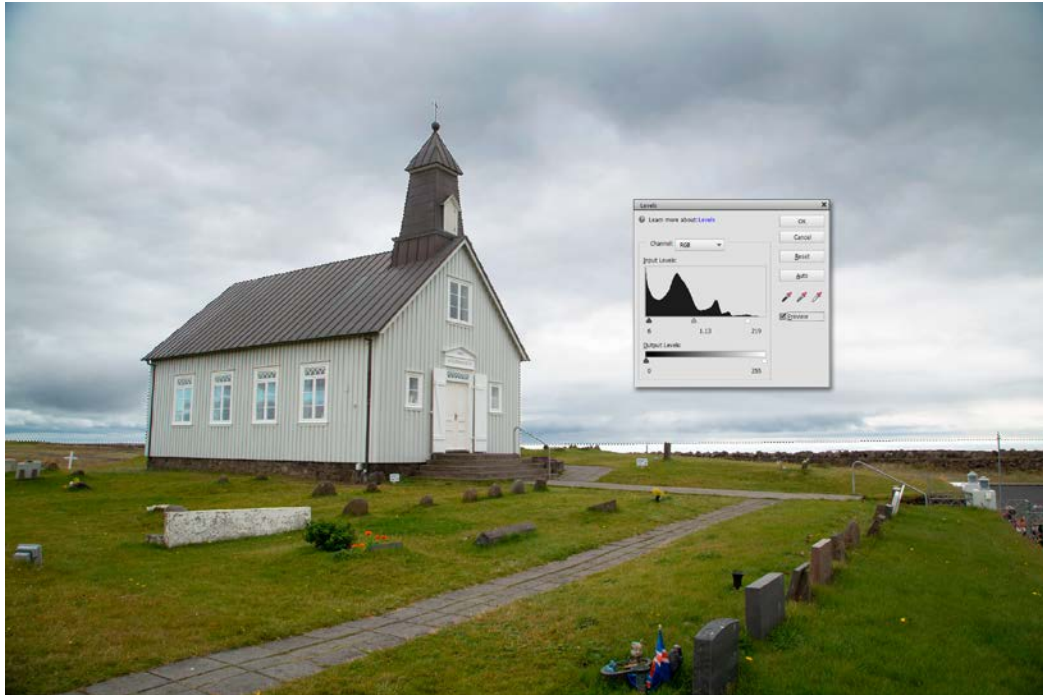 Levels
Learn more about: Levels
OK
Cancel
Channel: RGB
Reset
Input Levels:
Auto
6 1.13 219
Preview
Output Levels:
0 255